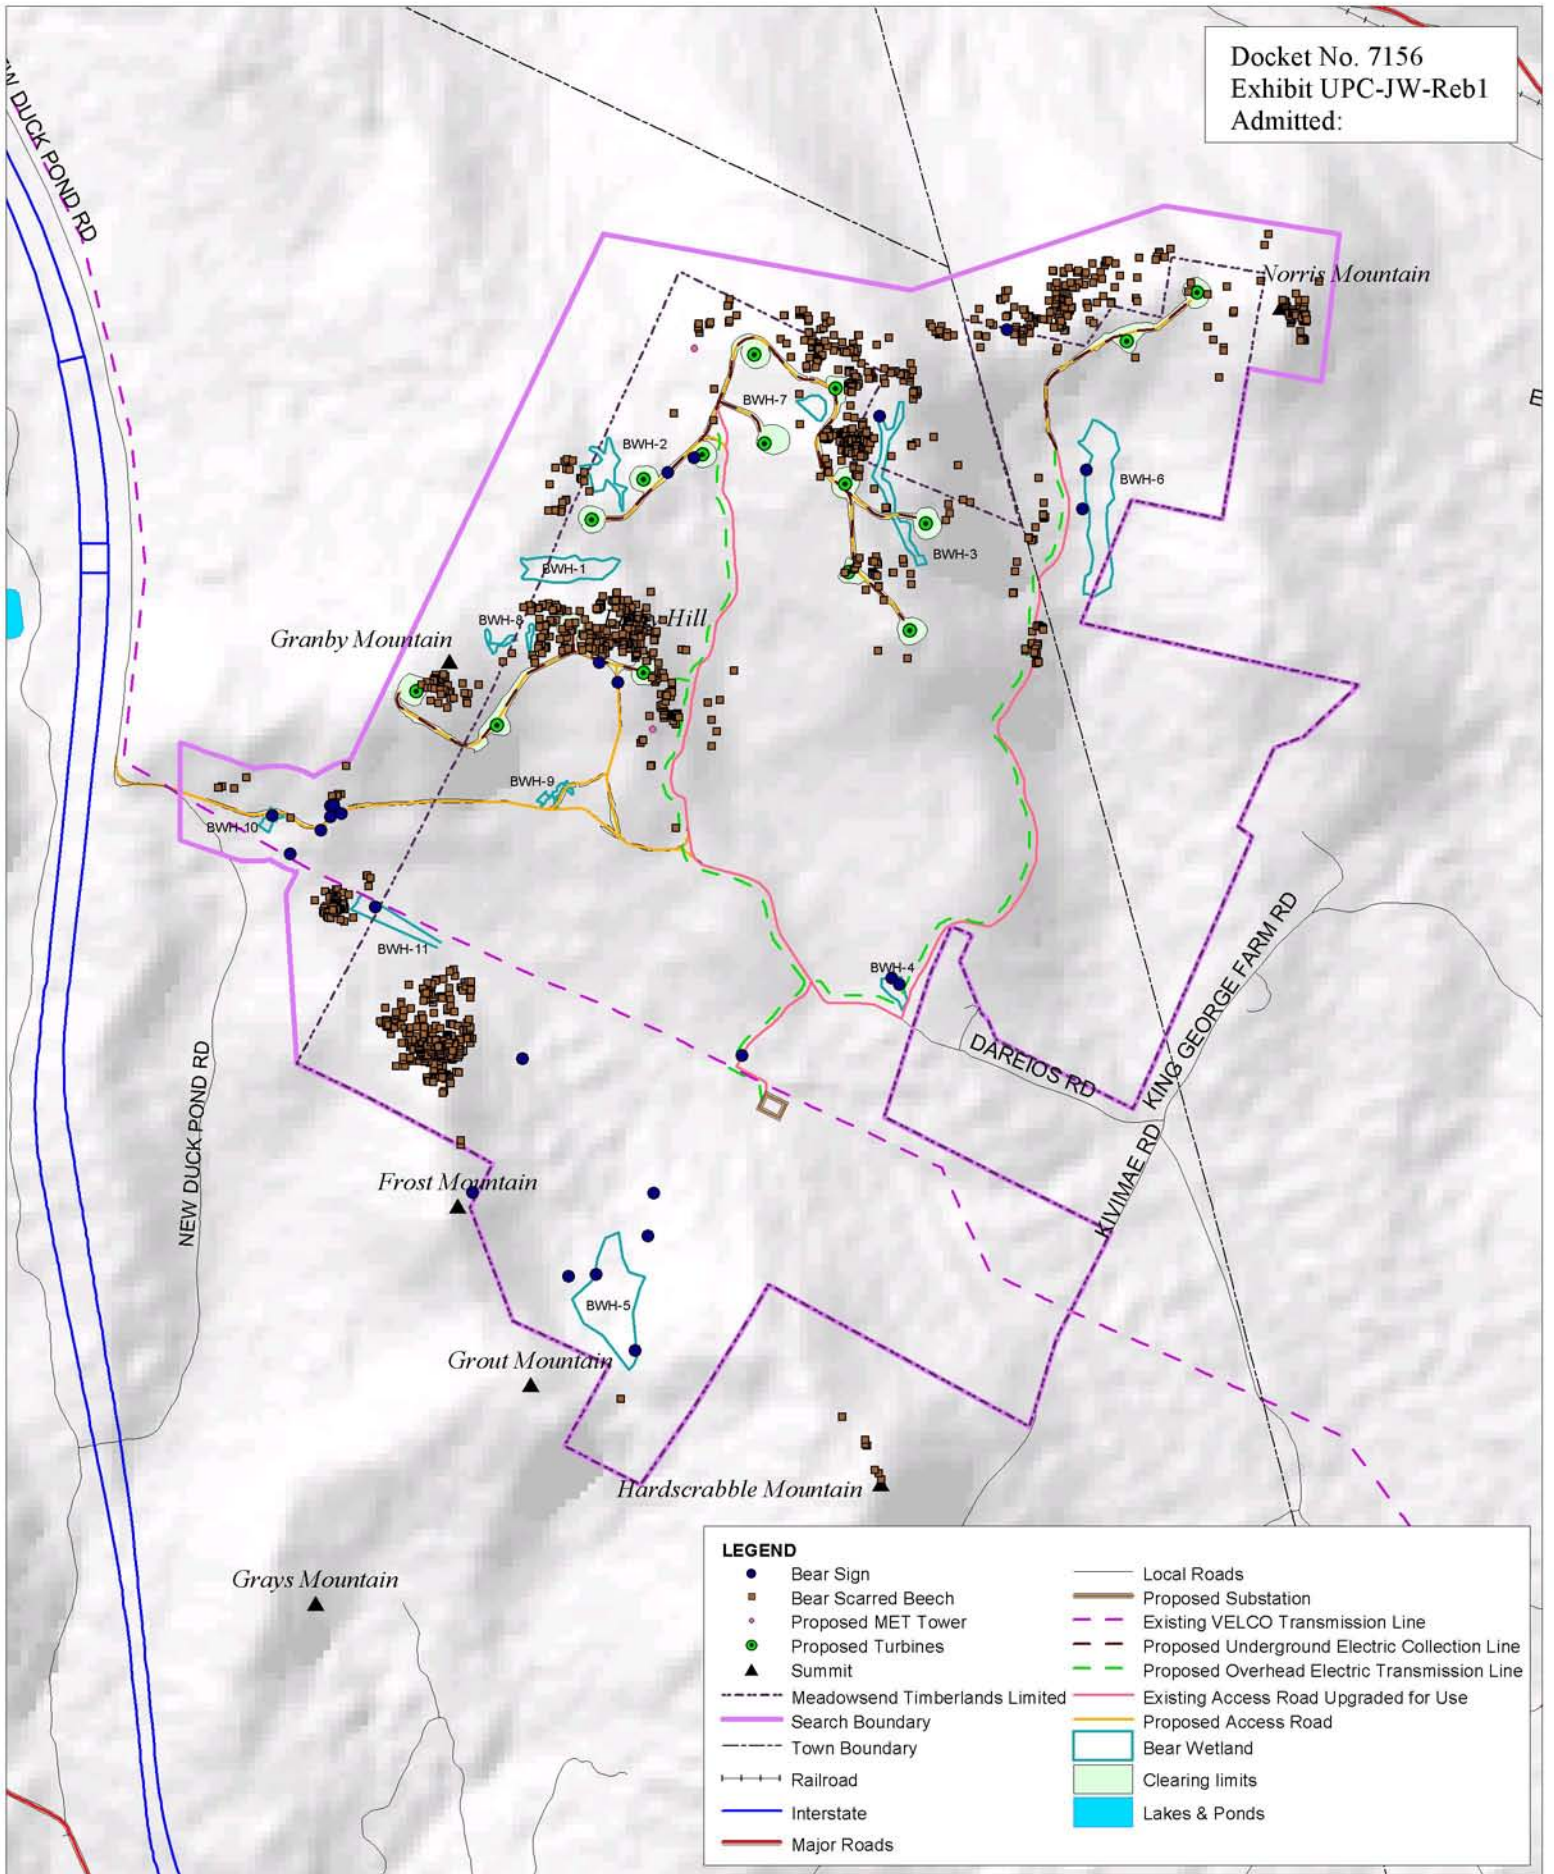 Docket No. 7156
Exhibit UPC-JW-Reb1
Admitted:
DUCK POND RD
Norris Mountain
BWH-7
BWH-2
BWH-6
BWH-3
BWH-1
BWH-8
Hill
Granby Mountain
BWH-9
BWH-10
BWH-11
BWH-4
KING GEORGE FARM RD
DAREIOS RD
NEW DUCK POND RD
KIVIMAE RD
Frost Mountain
BWH-5
Grout Mountain
Hardscrabble Mountain
Grays Mountain
LEGEND
Bear Sign
Bear Scarred Beech
Proposed MET Tower
Proposed Turbines
Summit
Meadowsend Timberlands Limited
Search Boundary
Town Boundary
Railroad
Interstate
Major Roads
Local Roads
Proposed Substation
Existing VELCO Transmission Line
Proposed Underground Electric Collection Line
Proposed Overhead Electric Transmission Line
Existing Access Road Upgraded for Use
Proposed Access Road
Bear Wetland
Clearing limits
Lakes & Ponds